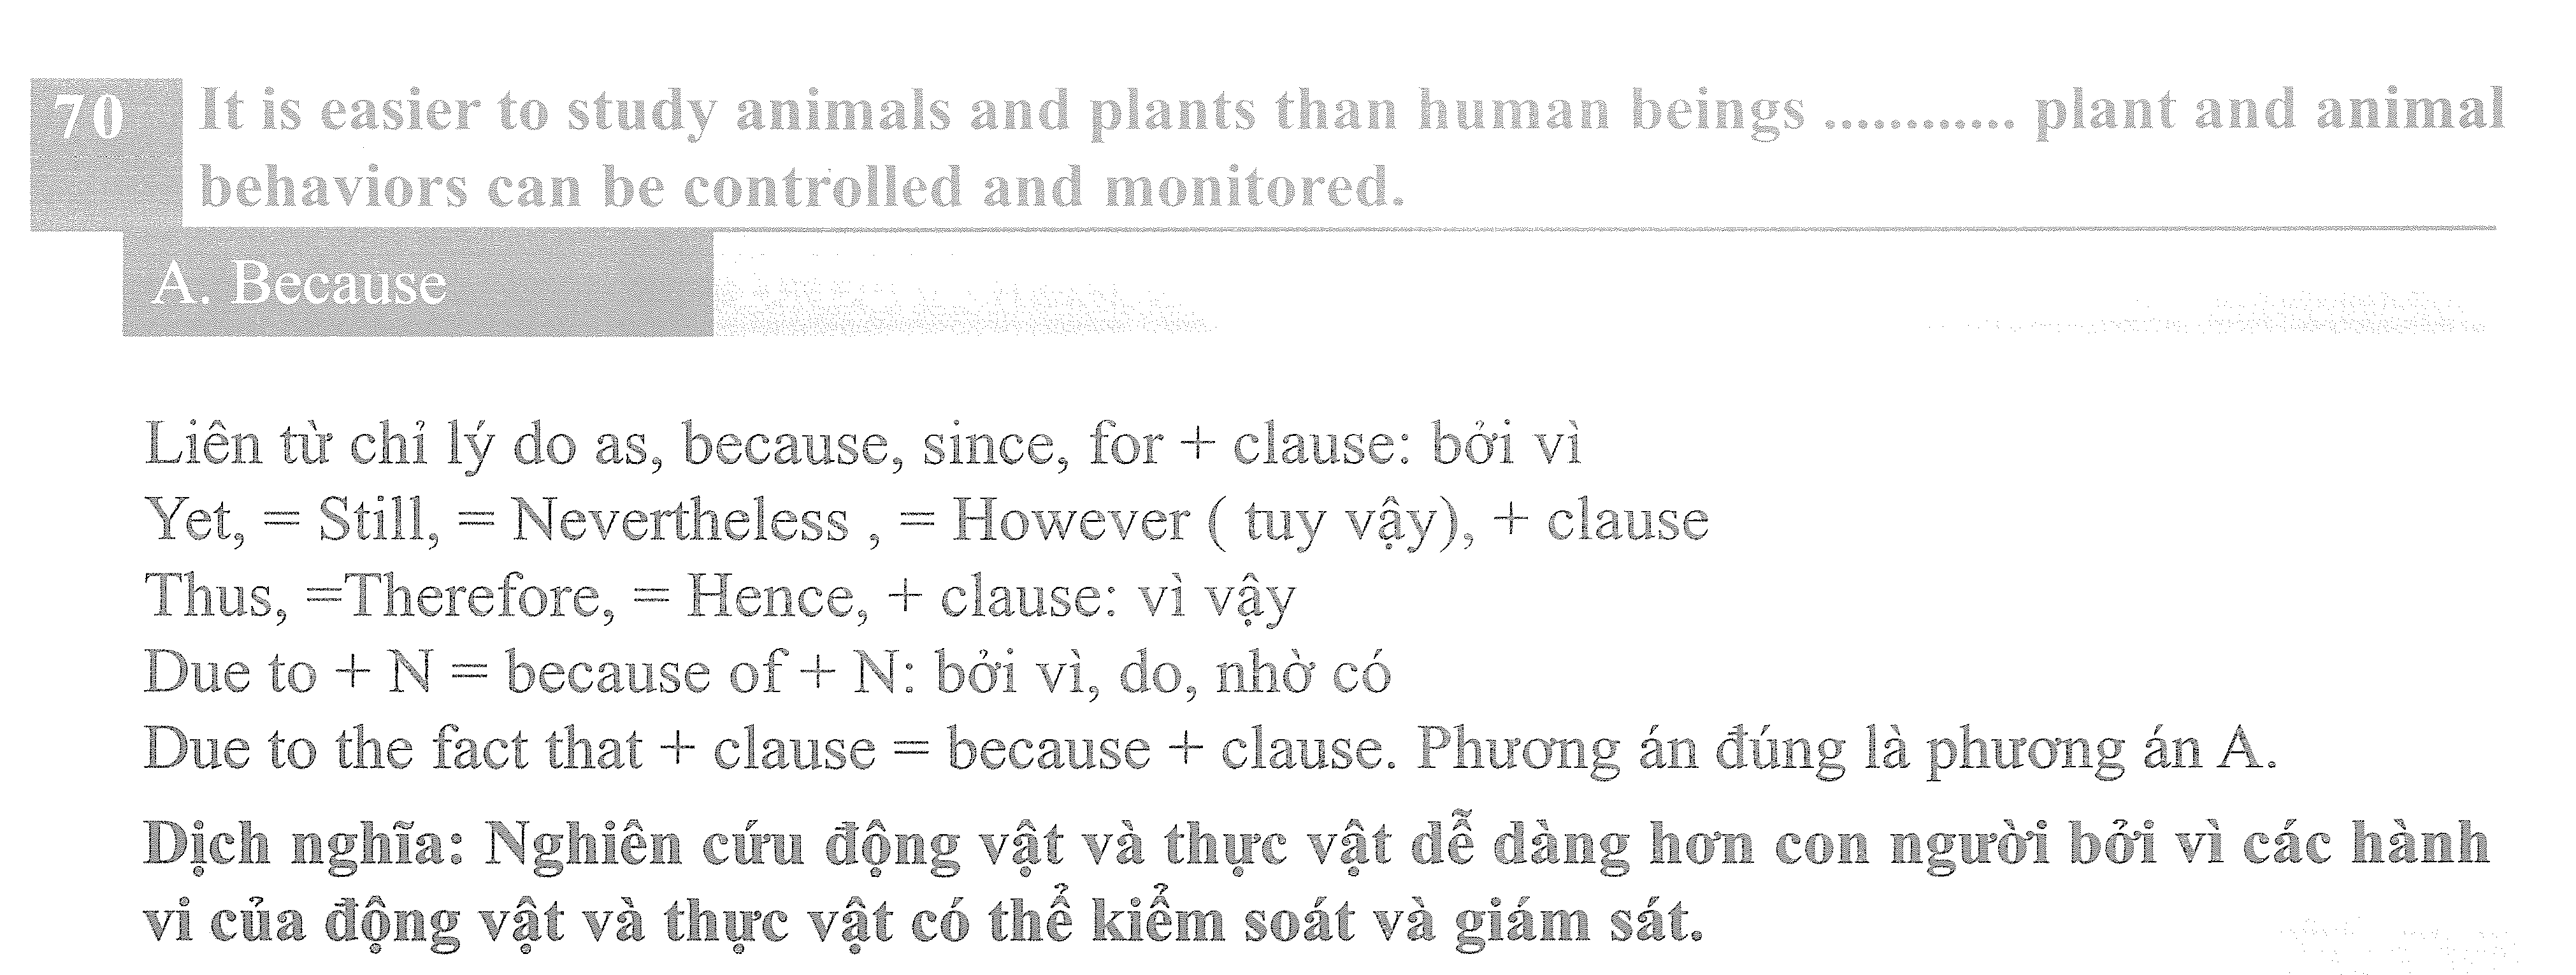 70 It is easier to study animals and plants than human beings ............ plant and animal
behaviors can be controlled and monitored.
A. Because
Liên từ chỉ lý do as, because, since, for + clause: bởi vì
Yet, = Still, = Nevertheless , = However ( tuy vậy), + clause
Thus, =Therefore, = Hence, + clause: vì vậy
Due to + N = because of + N: bởi vì, do, nhờ có
Due to the fact that + clause = because + clause. Phương án đúng là phương án A.
Dịch nghĩa: Nghiên cứu động vật và thực vật dễ dàng hơn con người bởi vì các hành
vi của động vật và thực vật có thể kiểm soát và giám sát.